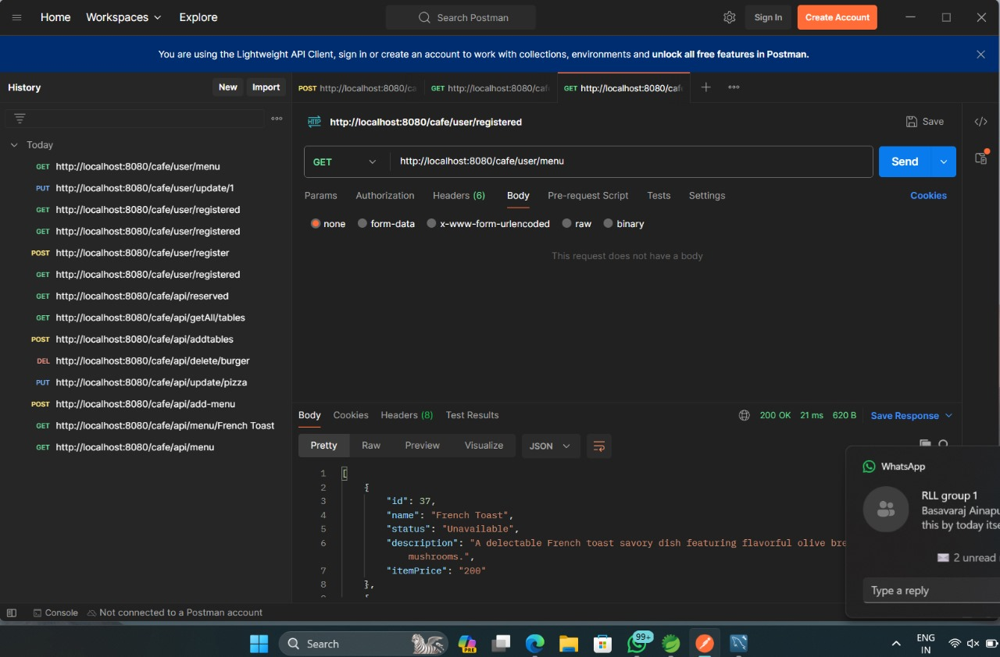 Home Workspaces Explore Search Postman Sign In Create Account
You are using the Lightweight API Client, sign in or create an account to work with collections, environments and unlock all free features in Postman.
History New Import
POST http://localhost:8080/ca GET http://localhost:8080/caf GET http://localhost:8080/caf
Today
GET http://localhost:8080/cafe/user/menu
PUT http://localhost:8080/cafe/user/update/1
GET http://localhost:8080/cafe/user/registered
GET http://localhost:8080/cafe/user/registered
POST http://localhost:8080/cafe/user/register
GET http://localhost:8080/cafe/user/registered
GET http://localhost:8080/cafe/api/reserved
GET http://localhost:8080/cafe/api/getAll/tables
POST http://localhost:8080/cafe/api/addtables
DEL http://localhost:8080/cafe/api/delete/burger
PUT http://localhost:8080/cafe/api/update/pizza
POST http://localhost:8080/cafe/api/add-menu
GET http://localhost:8080/cafe/api/menu/French Toast
GET http://localhost:8080/cafe/api/menu
HTTP http://localhost:8080/cafe/user/registered Save
GET http://localhost:8080/cafe/user/menu Send
Params Authorization Headers (6) Body Pre-request Script Tests Settings Cookies
none form-data x-www-form-urlencoded raw binary
This request does not have a body
Body Cookies Headers (8) Test Results 200 OK 21 ms 620 B Save Response
Pretty Raw Preview Visualize JSON
1 [
2 {
3 "id": 37,
4 "name": "French Toast",
5 "status": "Unavailable",
6 "description": "A delectable French toast savory dish featuring flavorful olive bre
mushrooms.",
7 "itemPrice": "200"
8 },
WhatsApp
RLL group 1
Basavaraj Ainapu
this by today itse
2 unread
Type a reply
Console Not connected to a Postman account
Search PRE 99+ ENG
IN